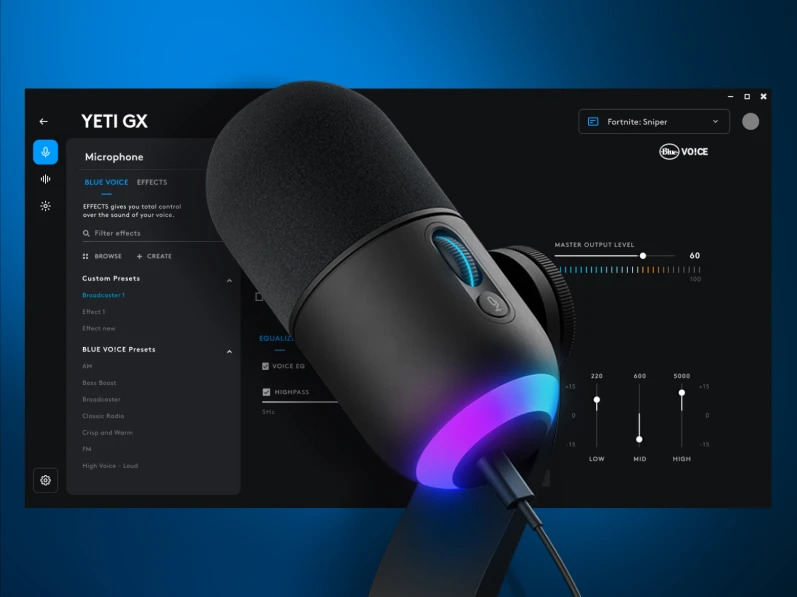 YETI GX
Fortnite: Sniper
Blue VO!CE
Microphone
BLUE VOICE EFFECTS
EFFECTS gives you total control
over the sound of your voice.
Filter effects
BROWSE + CREATE
Custom Presets
Broadcaster 1
Effect 1
Effect new
BLUE VO!CE Presets
AM
Bass Boost
Broadcaster
Classic Radio
Crisp and Warm
FM
High Voice - Loud
EQUALIZ
VOICE EQ
HIGHPASS
5Hz
MASTER OUTPUT LEVEL
60
100
220 600 5000
+15 +15
0 0
-15 -15
LOW MID HIGH